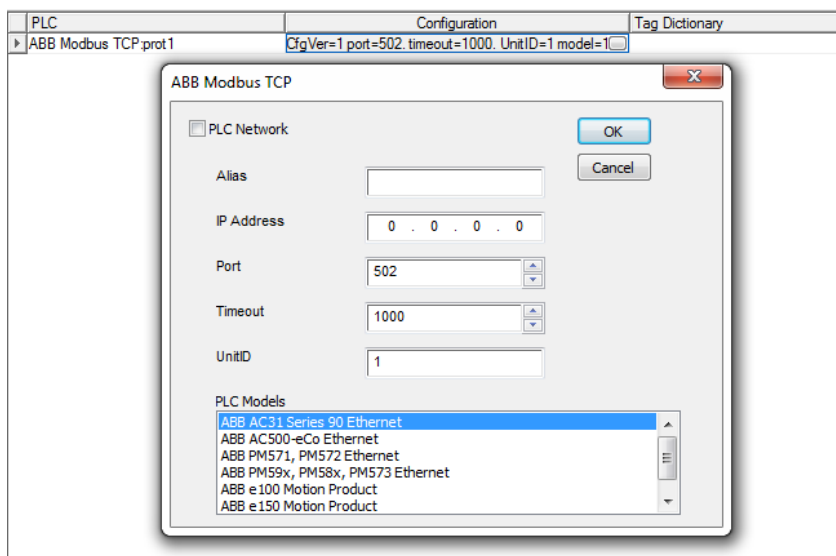 PLC Configuration Tag Dictionary
ABB Modbus TCP:prot1 CfgVer=1 port=502. timeout=1000. UnitID=1 model=1
ABB Modbus TCP
PLC Network
OK
Cancel
Alias
IP Address 0 . 0 . 0 . 0
Port 502
Timeout 1000
UnitID 1
PLC Models
ABB AC31 Series 90 Ethernet
ABB AC500-eCo Ethernet
ABB PM571, PM572 Ethernet
ABB PM59x, PM58x, PM573 Ethernet
ABB e100 Motion Product
ABB e150 Motion Product